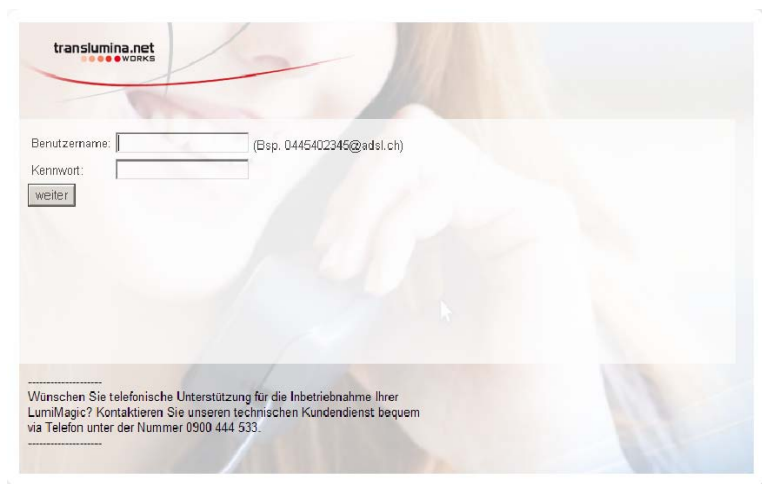 translumina.net
WORKS
Benutzername: (Bsp. 0445402345@adsl.ch)
Kennwort:
weiter
--------------------
Wünschen Sie telefonische Unterstützung für die Inbetriebnahme Ihrer
LumiMagic? Kontaktieren Sie unseren technischen Kundendienst bequem
via Telefon unter der Nummer 0900 444 533.
--------------------